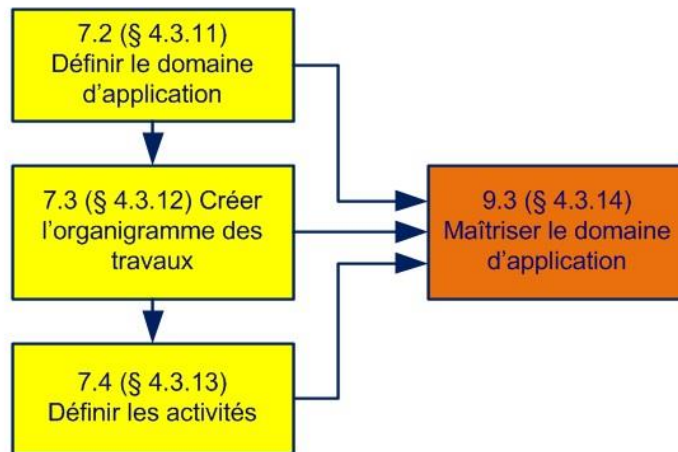 7.2 (§ 4.3.11)
Définir le domaine
d’application
7.3 (§ 4.3.12) Créer
l’organigramme des
travaux
7.4 (§ 4.3.13)
Définir les activités
9.3 (§ 4.3.14)
Maîtriser le domaine
d’application